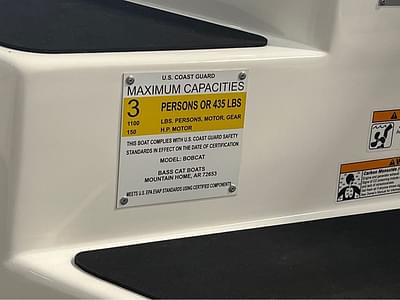 U.S. COAST GUARD
MAXIMUM CAPACITIES
3 PERSONS OR 435 LBS
1100 LBS. PERSONS, MOTOR, GEAR
150 H.P. MOTOR
THIS BOAT COMPLIES WITH U.S. COAST GUARD SAFETY
STANDARDS IN EFFECT ON THE DATE OF CERTIFICATION
MODEL: BOBCAT
BASS CAT BOATS
MOUNTAIN HOME, AR 72653
MEETS U.S. EPA EVAP STANDARDS USING CERTIFIED COMPONENTS
Carbon Monoxide